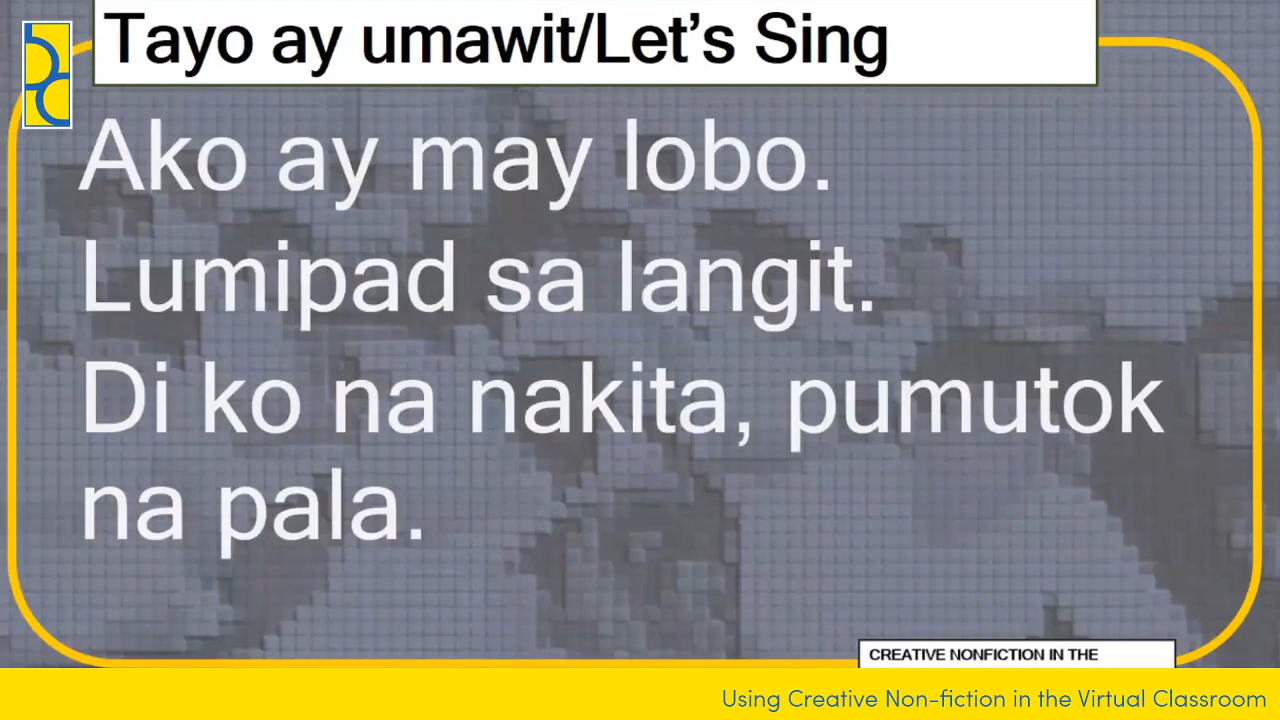 Tayo ay umawit/Let's Sing
Ako ay may lobo.
Lumipad sa langit.
Di ko na nakita, pumutok
na pala.
CREATIVE NONFICTION IN THE
Using Creative Non-fiction in the Virtual Classroom